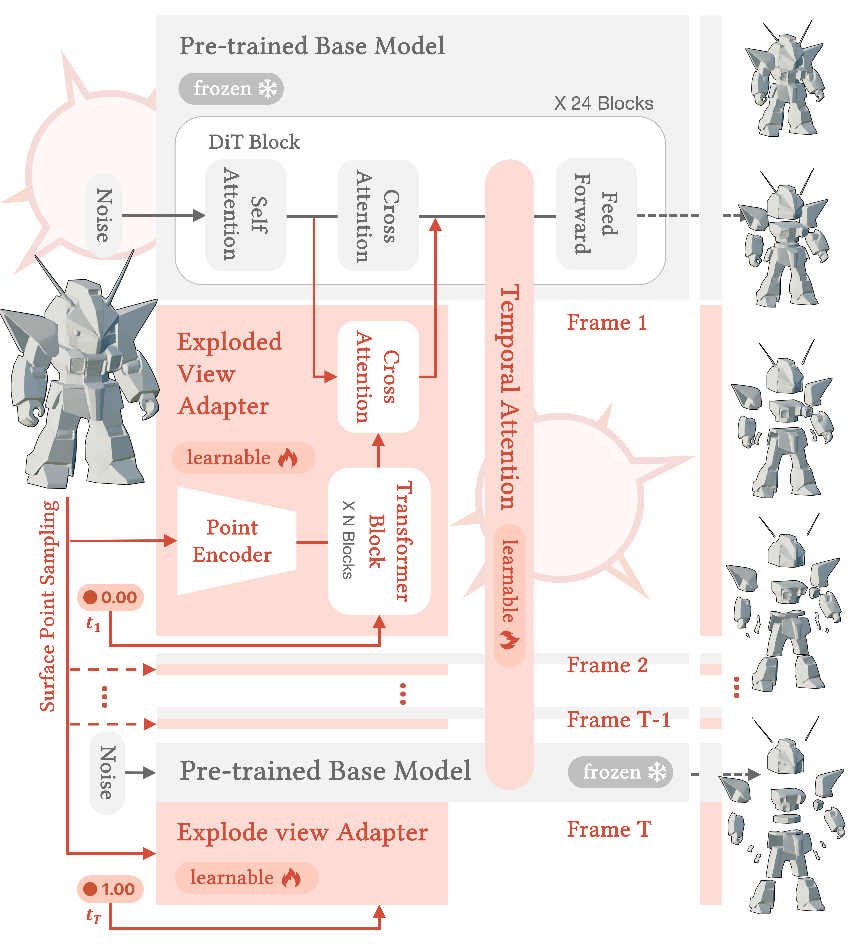 Pre-trained Base Model
frozen
X 24 Blocks
DiT Block
Noise
Self
Attention
Cross
Attention
Feed
Forward
Temporal Attention
learnable
Frame 1
Exploded
View
Adapter
learnable
Cross
Attention
Point
Encoder
Transformer
Block
X N Blocks
Surface Point Sampling
0.00
t₁
Frame 2
...
...
...
Frame T-1
Noise
Pre-trained Base Model
frozen
Explode view Adapter
Frame T
learnable
1.00
t_T